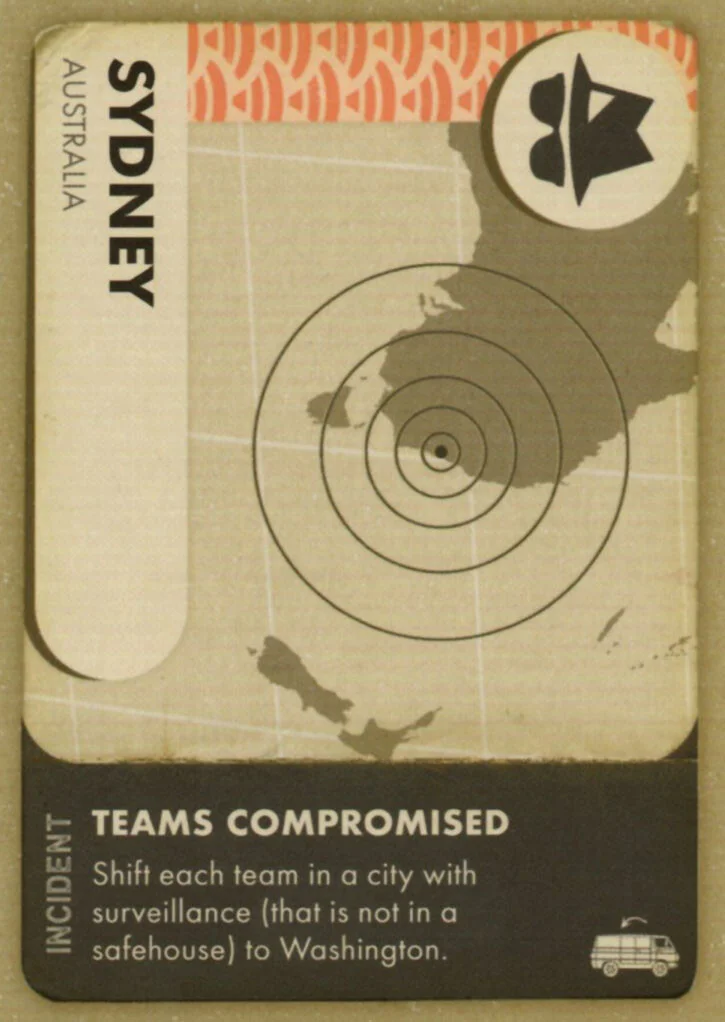 SYDNEY
AUSTRALIA
INCIDENT
TEAMS COMPROMISED
Shift each team in a city with
surveillance (that is not in a
safehouse) to Washington.